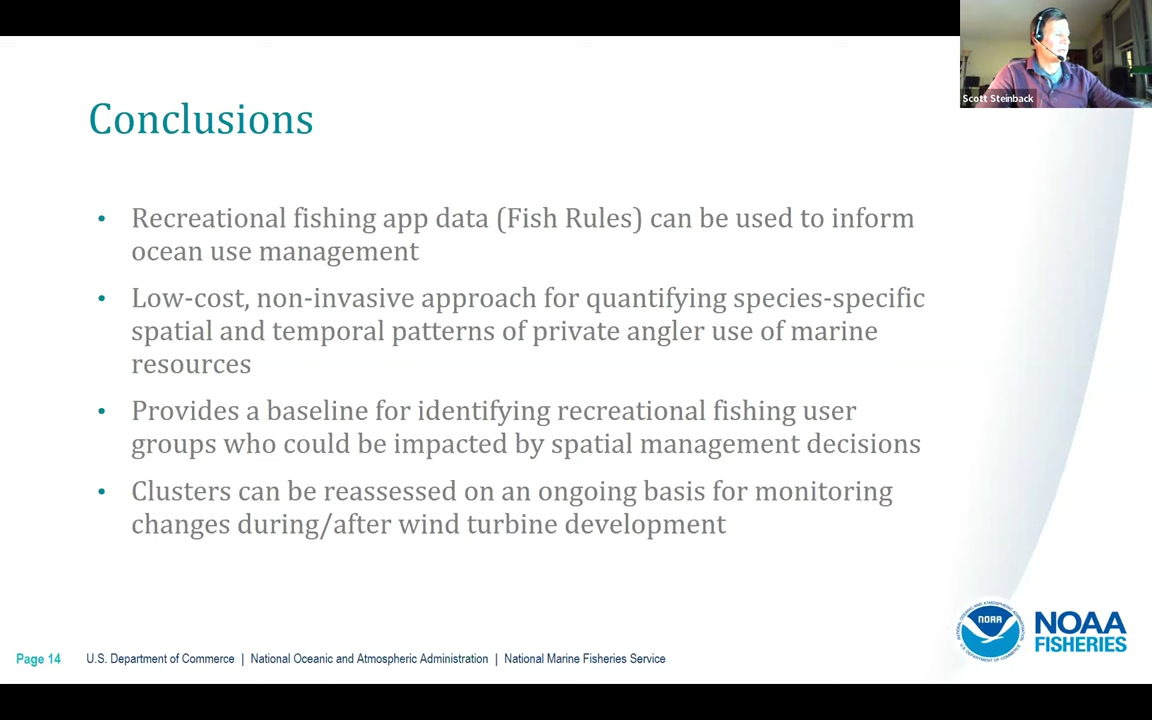 Scott Steinback
Conclusions
• Recreational fishing app data (Fish Rules) can be used to inform
ocean use management
• Low-cost, non-invasive approach for quantifying species-specific
spatial and temporal patterns of private angler use of marine
resources
• Provides a baseline for identifying recreational fishing user
groups who could be impacted by spatial management decisions
• Clusters can be reassessed on an ongoing basis for monitoring
changes during/after wind turbine development
NOAA
NOAA
FISHERIES
Page 14 U.S. Department of Commerce | National Oceanic and Atmospheric Administration | National Marine Fisheries Service